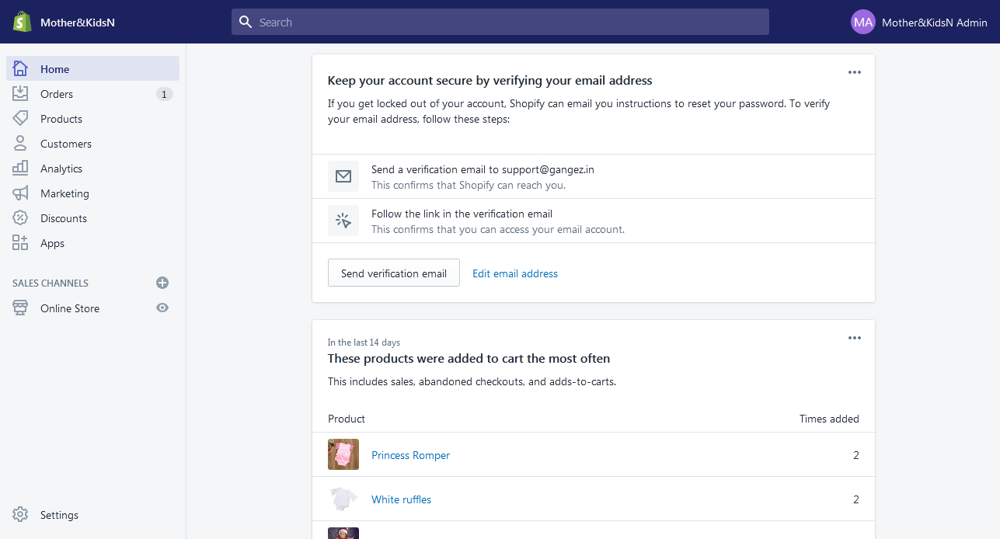 Mother&KidsN
Search
MA
Mother&KidsN Admin
Home
Orders
1
Products
Customers
Analytics
Marketing
Discounts
Apps
SALES CHANNELS
Online Store
Settings
Keep your account secure by verifying your email address
If you get locked out of your account, Shopify can email you instructions to reset your password. To verify
your email address, follow these steps:
Send a verification email to support@gangez.in
This confirms that Shopify can reach you.
Follow the link in the verification email
This confirms that you can access your email account.
Send verification email
Edit email address
In the last 14 days
These products were added to cart the most often
This includes sales, abandoned checkouts, and adds-to-carts.
Product
Times added
Princess Romper
2
White ruffles
2